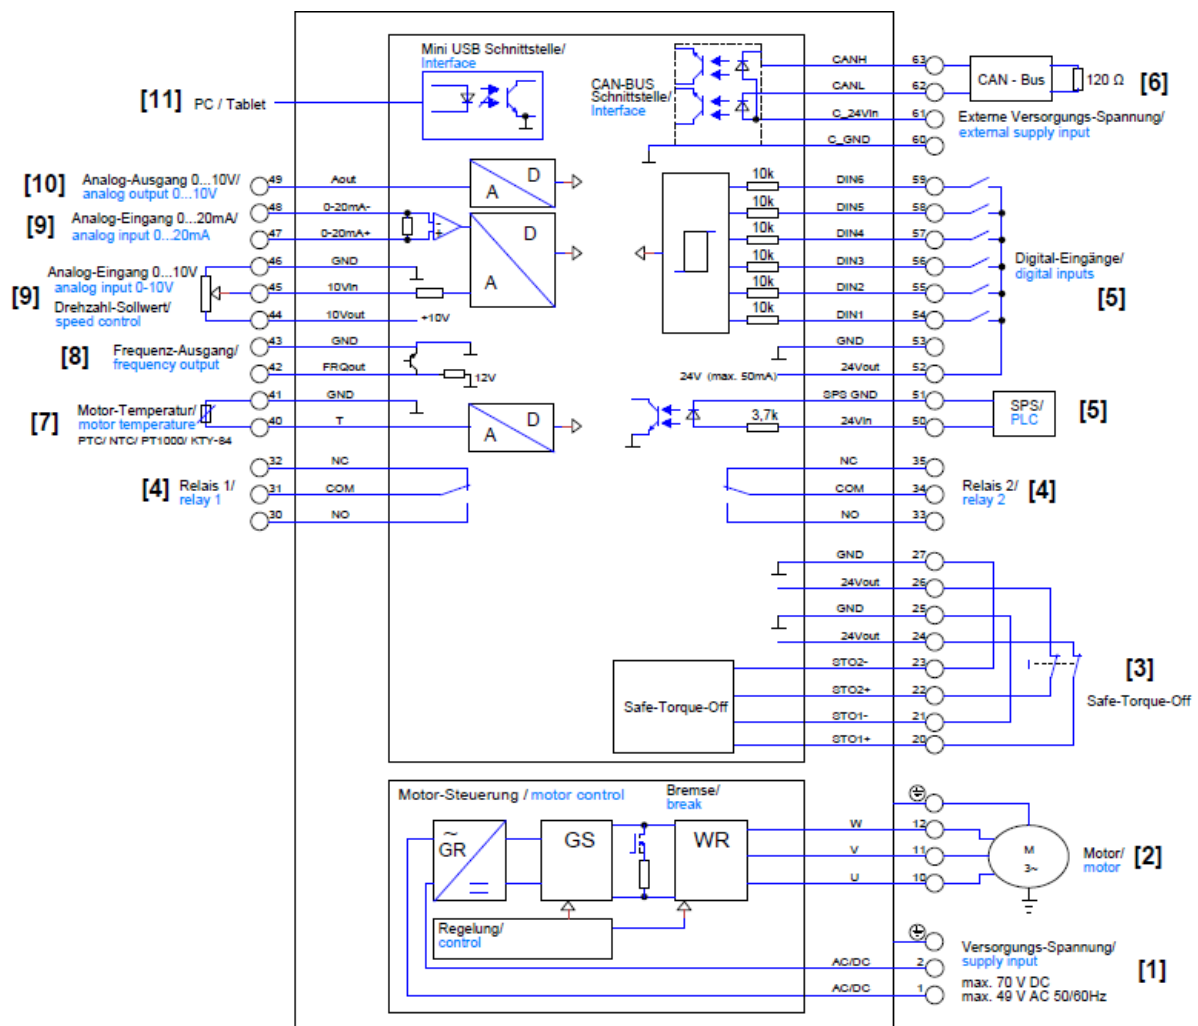 Mini USB Schnittstelle/
Interface
[11] PC / Tablet
CAN-BUS
Schnittstelle/
Interface
CANH 63
CANL 62
C_24Vin 61
C_GND 60
CAN - Bus
120 Ω
[6]
Externe Versorgungs-Spannung/
external supply input
[10] Analog-Ausgang 0...10V/
analog output 0...10V
49 Aout
D
A
[9] Analog-Eingang 0...20mA/
analog input 0...20mA
48 0-20mA-
47 0-20mA+
-
+
D
A
[9] Analog-Eingang 0...10V
analog input 0-10V
Drehzahl-Sollwert/
speed control
46 GND
45 10Vin
44 10Vout +10V
[8] Frequenz-Ausgang/
frequency output
43 GND
42 FRQout 12V
[7] Motor-Temperatur/
motor temperature
PTC/ NTC/ PT1000/ KTY-84
41 GND
40 T
D
A
[4] Relais 1/
relay 1
32 NC
31 COM
30 NO
10k DIN6 59
10k DIN5 58
10k DIN4 57
10k DIN3 56
10k DIN2 55
10k DIN1 54
GND 53
24V (max. 50mA) 24Vout 52
Digital-Eingänge/
digital inputs
[5]
SPS GND 51
3,7k 24Vin 50
SPS/
PLC
[5]
NC 35
COM 34
NO 33
Relais 2/
relay 2
[4]
GND 27
24Vout 26
GND 25
24Vout 24
STO2- 23
STO2+ 22
STO1- 21
STO1+ 20
Safe-Torque-Off
[3]
Safe-Torque-Off
Motor-Steuerung / motor control
Bremse/
break
~
GR
GS
WR
Regelung/
control
W 12
V 11
U 10
M
3~
Motor/
motor
[2]
AC/DC 2
AC/DC 1
Versorgungs-Spannung/
supply input
max. 70 V DC
max. 49 V AC 50/60Hz
[1]